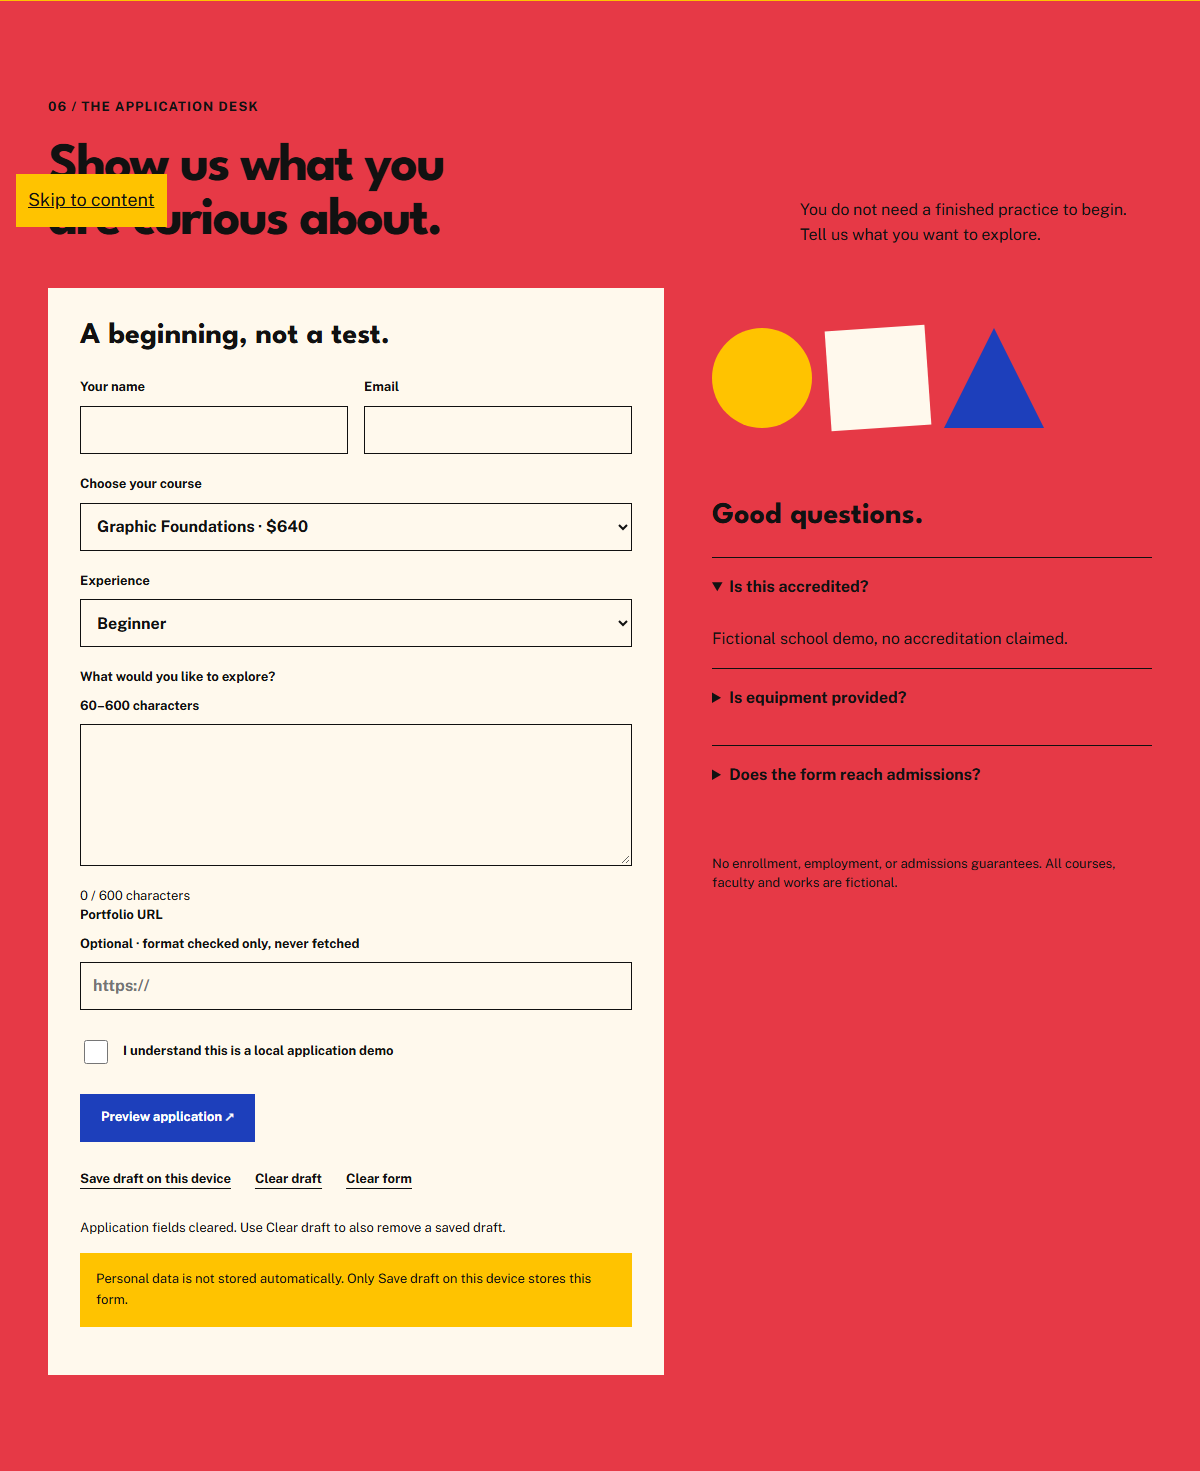 06 / THE APPLICATION DESK
Show us what you
Skip to content
are curious about.
You do not need a finished practice to begin.
Tell us what you want to explore.
A beginning, not a test.
Your name
Email
Choose your course
Graphic Foundations · $640
Experience
Beginner
What would you like to explore?
60–600 characters
0 / 600 characters
Portfolio URL
Optional · format checked only, never fetched
https://
I understand this is a local application demo
Preview application ↗
Save draft on this device
Clear draft
Clear form
Application fields cleared. Use Clear draft to also remove a saved draft.
Personal data is not stored automatically. Only Save draft on this device stores this
form.
Good questions.
Is this accredited?
Fictional school demo, no accreditation claimed.
Is equipment provided?
Does the form reach admissions?
No enrollment, employment, or admissions guarantees. All courses,
faculty and works are fictional.